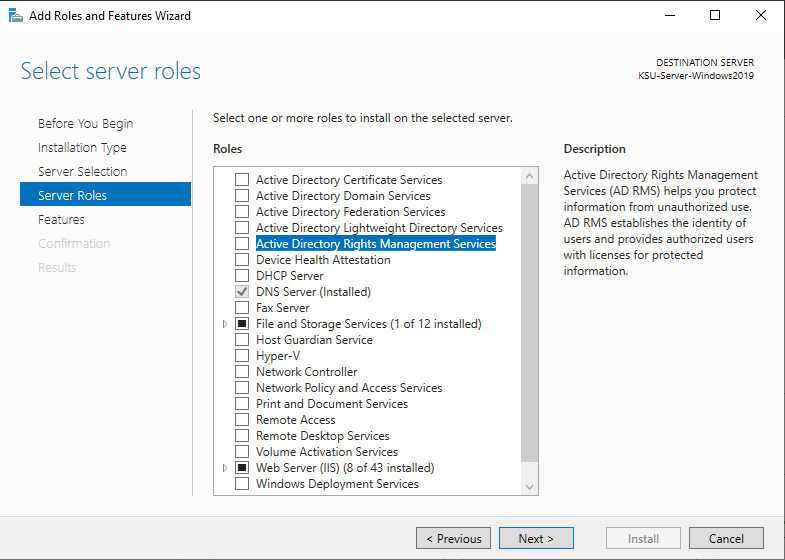 Add Roles and Features Wizard
Select server roles
DESTINATION SERVER
KSU-Server-Windows2019
Before You Begin
Installation Type
Server Selection
Server Roles
Features
Confirmation
Results
Select one or more roles to install on the selected server.
Roles
Active Directory Certificate Services
Active Directory Domain Services
Active Directory Federation Services
Active Directory Lightweight Directory Services
Active Directory Rights Management Services
Device Health Attestation
DHCP Server
DNS Server (Installed)
Fax Server
File and Storage Services (1 of 12 installed)
Host Guardian Service
Hyper-V
Network Controller
Network Policy and Access Services
Print and Document Services
Remote Access
Remote Desktop Services
Volume Activation Services
Web Server (IIS) (8 of 43 installed)
Windows Deployment Services
Description
Active Directory Rights Management
Services (AD RMS) helps you protect
information from unauthorized use.
AD RMS establishes the identity of
users and provides authorized users
with licenses for protected
information.
< Previous
Next >
Install
Cancel